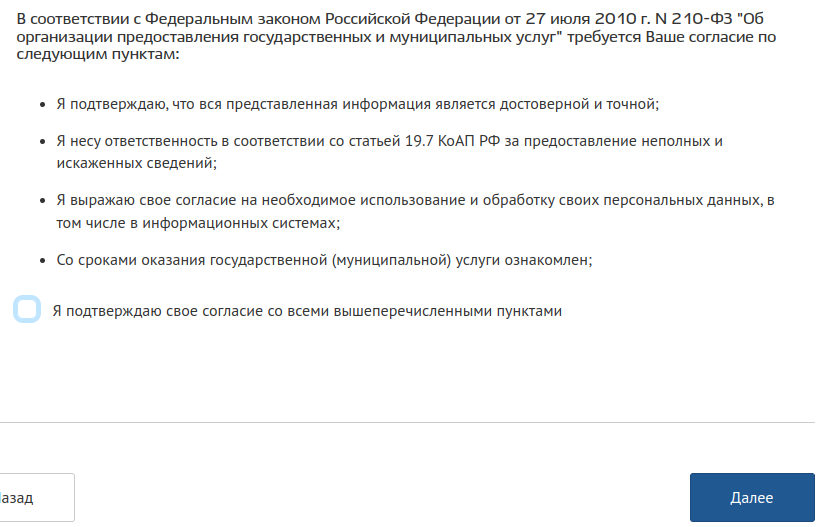 В соответствии с Федеральным законом Российской Федерации от 27 июля 2010 г. N 210-ФЗ "Об
организации предоставления государственных и муниципальных услуг" требуется Ваше согласие по
следующим пунктам:
• Я подтверждаю, что вся представленная информация является достоверной и точной;
• Я несу ответственность в соответствии со статьей 19.7 КоАП РФ за предоставление неполных и
искаженных сведений;
• Я выражаю свое согласие на необходимое использование и обработку своих персональных данных, в
том числе в информационных системах;
• Со сроками оказания государственной (муниципальной) услуги ознакомлен;
Я подтверждаю свое согласие со всеми вышеперечисленными пунктами
Далее